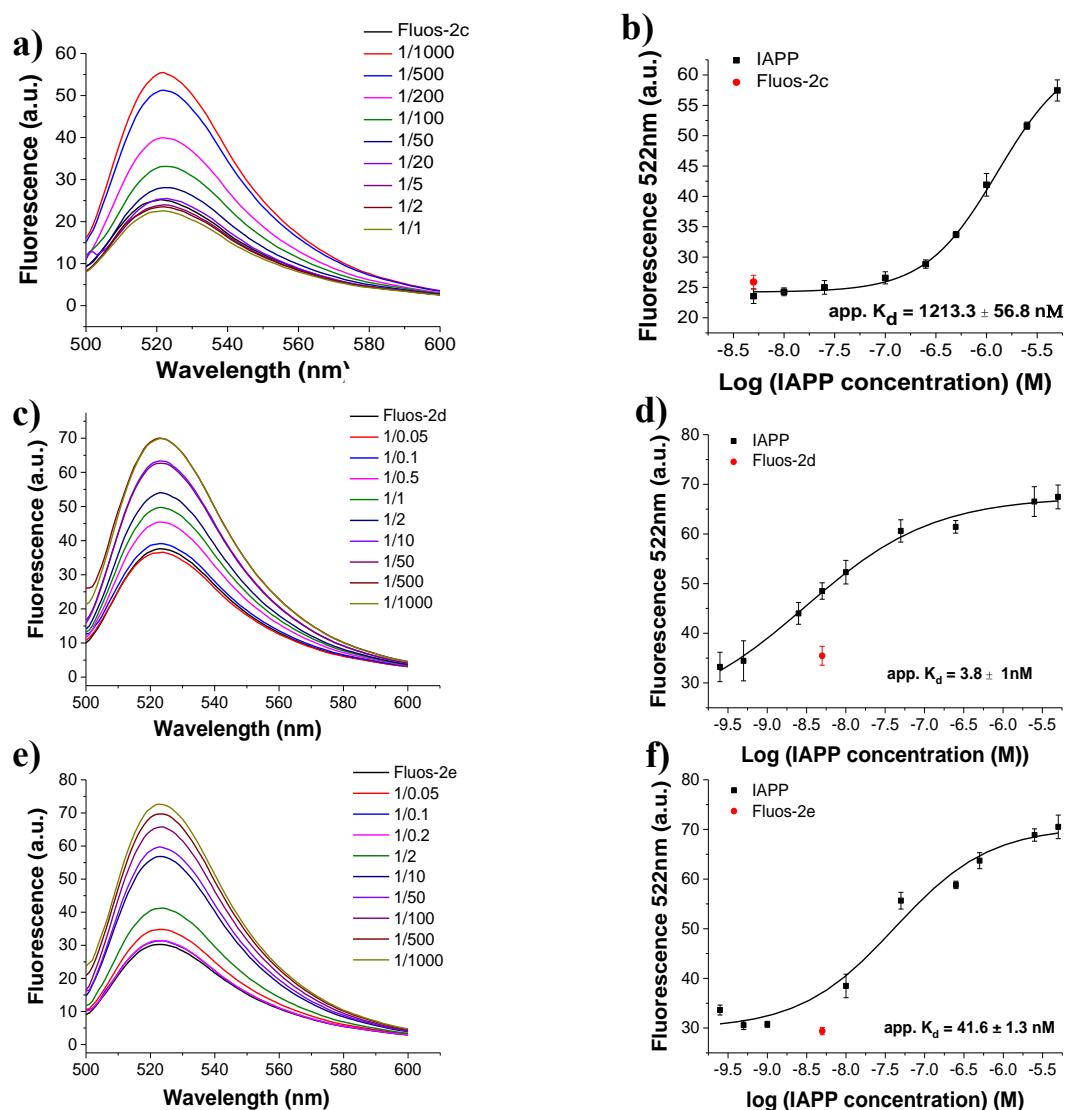 a)
Fluorescence (a.u.)
60
50
40
30
20
10
0
500 520 540 560 580 600
Wavelength (nm)
Fluos-2c
1/1000
1/500
1/200
1/100
1/50
1/20
1/5
1/2
1/1
b)
Fluorescence 522nm (a.u.)
60
55
50
45
40
35
30
25
20
IAPP
Fluos-2c
app. Kd = 1213.3 ± 56.8 nM
-8.5 -8.0 -7.5 -7.0 -6.5 -6.0 -5.5
Log (IAPP concentration) (M)
c)
Fluorescence (a.u.)
70
60
50
40
30
20
10
0
500 520 540 560 580 600
Wavelength (nm)
Fluos-2d
1/0.05
1/0.1
1/0.5
1/1
1/2
1/10
1/50
1/500
1/1000
d)
Fluorescence 522nm (a.u.)
80
70
60
50
40
30
IAPP
Fluos-2d
app. Kd = 3.8 ± 1nM
-9.5 -9.0 -8.5 -8.0 -7.5 -7.0 -6.5 -6.0 -5.5
Log (IAPP concentration (M))
e)
Fluorescence (a.u.)
80
70
60
50
40
30
20
10
0
500 520 540 560 580 600
Wavelength (nm)
Fluos-2e
1/0.05
1/0.1
1/0.2
1/2
1/10
1/50
1/100
1/500
1/1000
f)
Fluorescence 522nm (a.u.)
80
70
60
50
40
30
IAPP
Fluos-2e
app. Kd = 41.6 ± 1.3 nM
-9.5 -9.0 -8.5 -8.0 -7.5 -7.0 -6.5 -6.0 -5.5
log (IAPP concentration) (M)